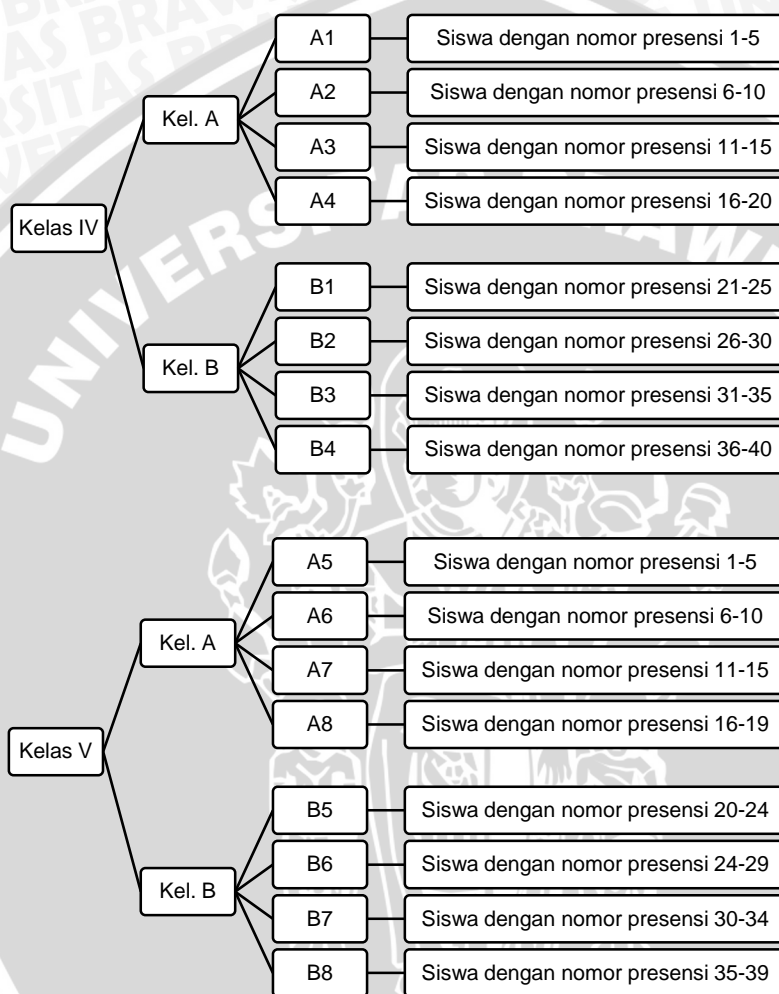 A1 Siswa dengan nomor presensi 1-5
A2 Siswa dengan nomor presensi 6-10
Kel. A
A3 Siswa dengan nomor presensi 11-15
A4 Siswa dengan nomor presensi 16-20
Kelas IV
B1 Siswa dengan nomor presensi 21-25
B2 Siswa dengan nomor presensi 26-30
Kel. B
B3 Siswa dengan nomor presensi 31-35
B4 Siswa dengan nomor presensi 36-40
A5 Siswa dengan nomor presensi 1-5
A6 Siswa dengan nomor presensi 6-10
Kel. A
A7 Siswa dengan nomor presensi 11-15
A8 Siswa dengan nomor presensi 16-19
Kelas V
B5 Siswa dengan nomor presensi 20-24
B6 Siswa dengan nomor presensi 24-29
Kel. B
B7 Siswa dengan nomor presensi 30-34
B8 Siswa dengan nomor presensi 35-39